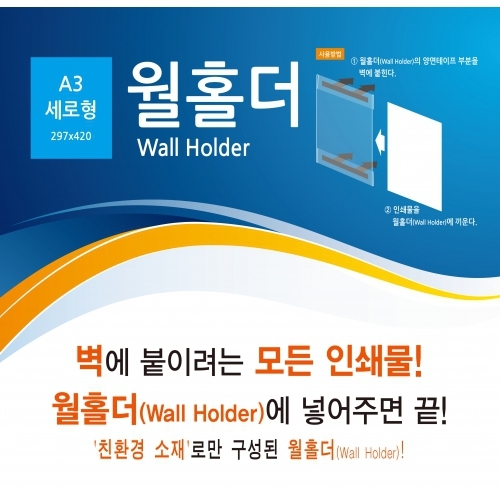 A3
세로형
297x420
월홀더
Wall Holder
사용방법
① 월홀더(Wall Holder)의 양면테이프 부분을
벽에 붙힌다.
② 인쇄물을
월홀더(Wall Holder)에 끼운다.
벽에 붙이려는 모든 인쇄물!
월홀더(Wall Holder)에 넣어주면 끝!
'친환경 소재'로만 구성된 월홀더(Wall Holder)!